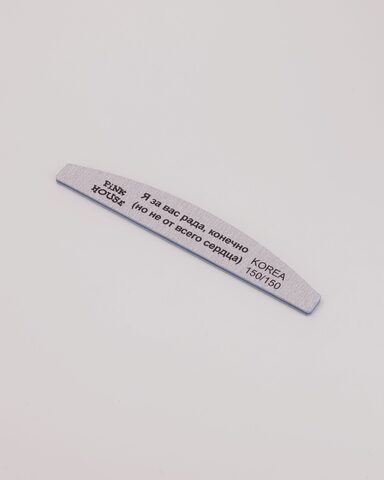 PiNK
HOUSE
Я за вас рада, конечно
(но не от всего сердца)
KOREA
150/150